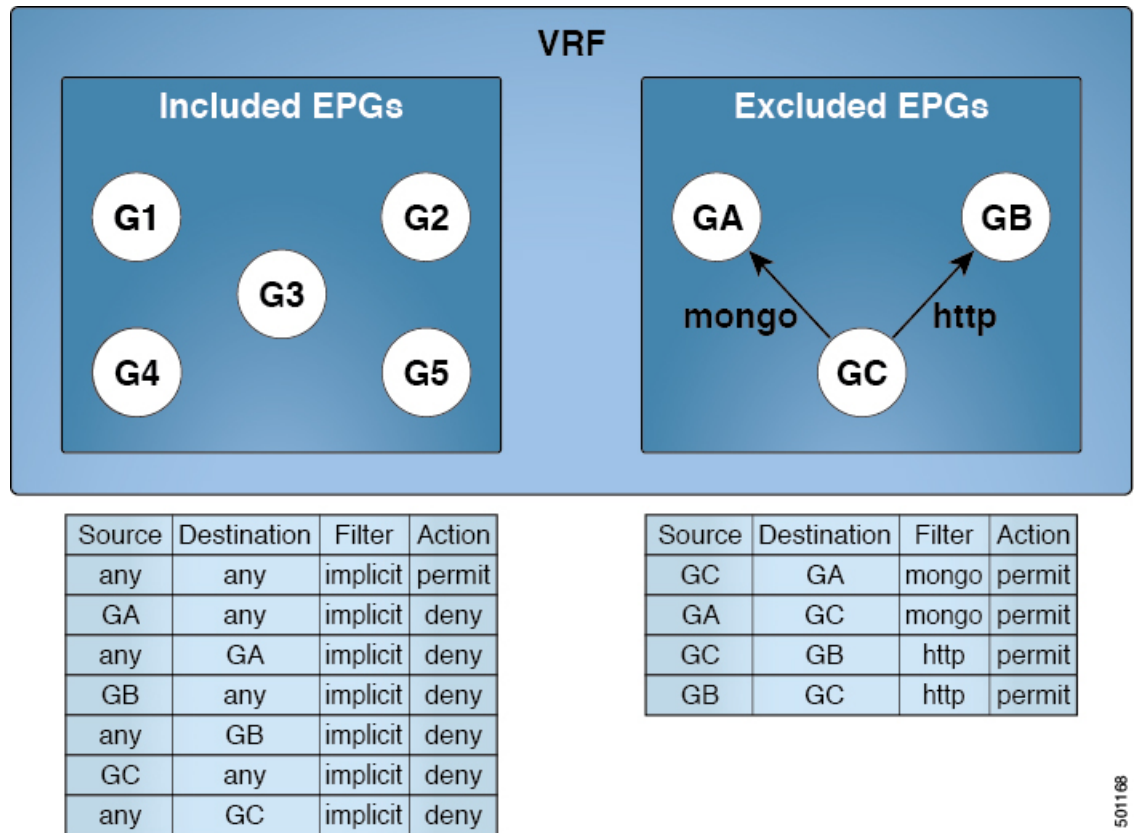 VRF
Included EPGs
G1
G2
G3
G4
G5
Excluded EPGs
GA
GB
mongo
http
GC
Source Destination Filter Action
any any implicit permit
GA any implicit deny
any GA implicit deny
GB any implicit deny
any GB implicit deny
GC any implicit deny
any GC implicit deny
Source Destination Filter Action
GC GA mongo permit
GA GC mongo permit
GC GB http permit
GB GC http permit
501168